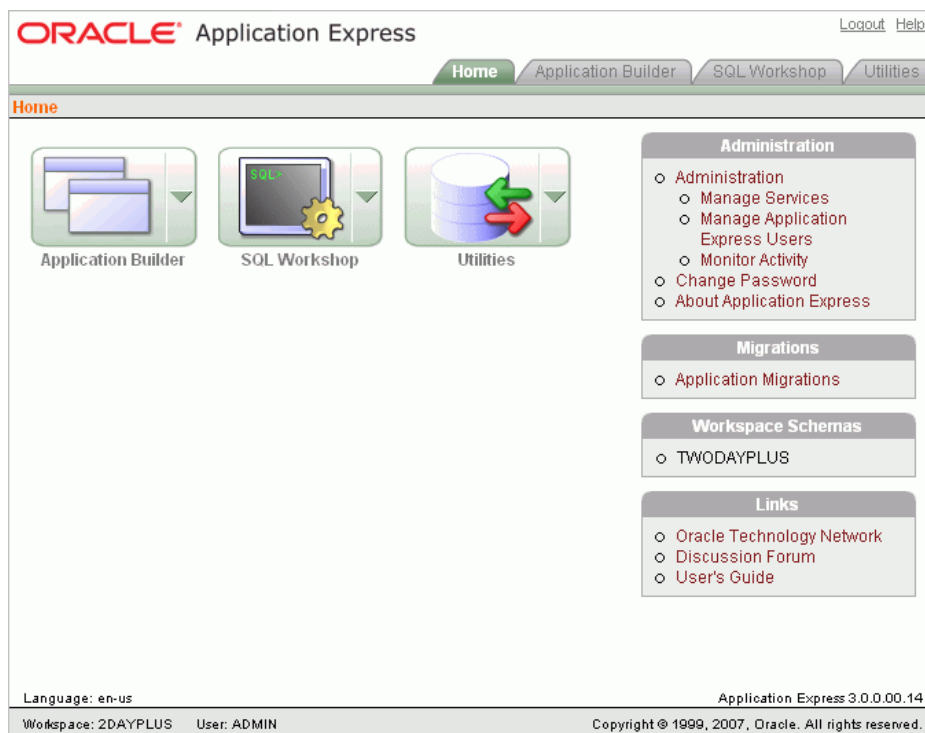 ORACLE® Application Express
Logout Help
Home Application Builder SQL Workshop Utilities
Home
SQL>
Application Builder SQL Workshop Utilities
Administration
Administration
Manage Services
Manage Application
Express Users
Monitor Activity
Change Password
About Application Express
Migrations
Application Migrations
Workspace Schemas
TWODAYPLUS
Links
Oracle Technology Network
Discussion Forum
User's Guide
Language: en-us
Application Express 3.0.0.00.14
Workspace: 2DAYPLUS User: ADMIN
Copyright © 1999, 2007, Oracle. All rights reserved.